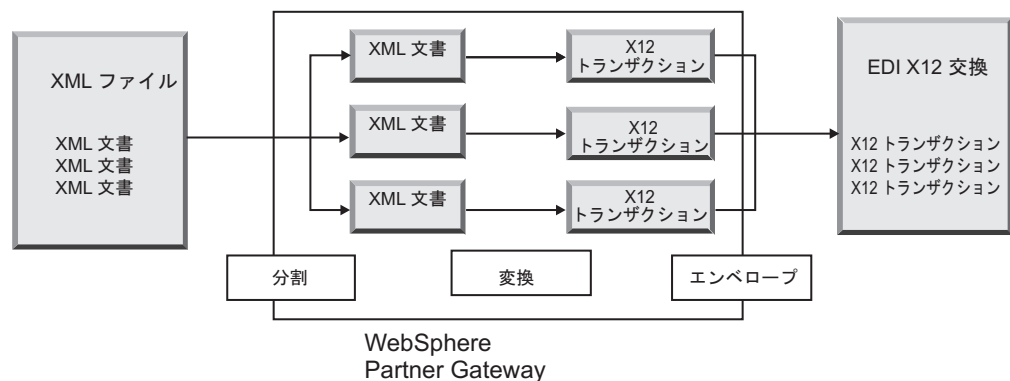 XML ファイル
XML 文書
XML 文書
XML 文書
XML 文書
X12
トランザクション
XML 文書
X12
トランザクション
XML 文書
X12
トランザクション
EDI X12 交換
X12 トランザクション
X12 トランザクション
X12 トランザクション
分割
変換
エンベロープ
WebSphere
Partner Gateway